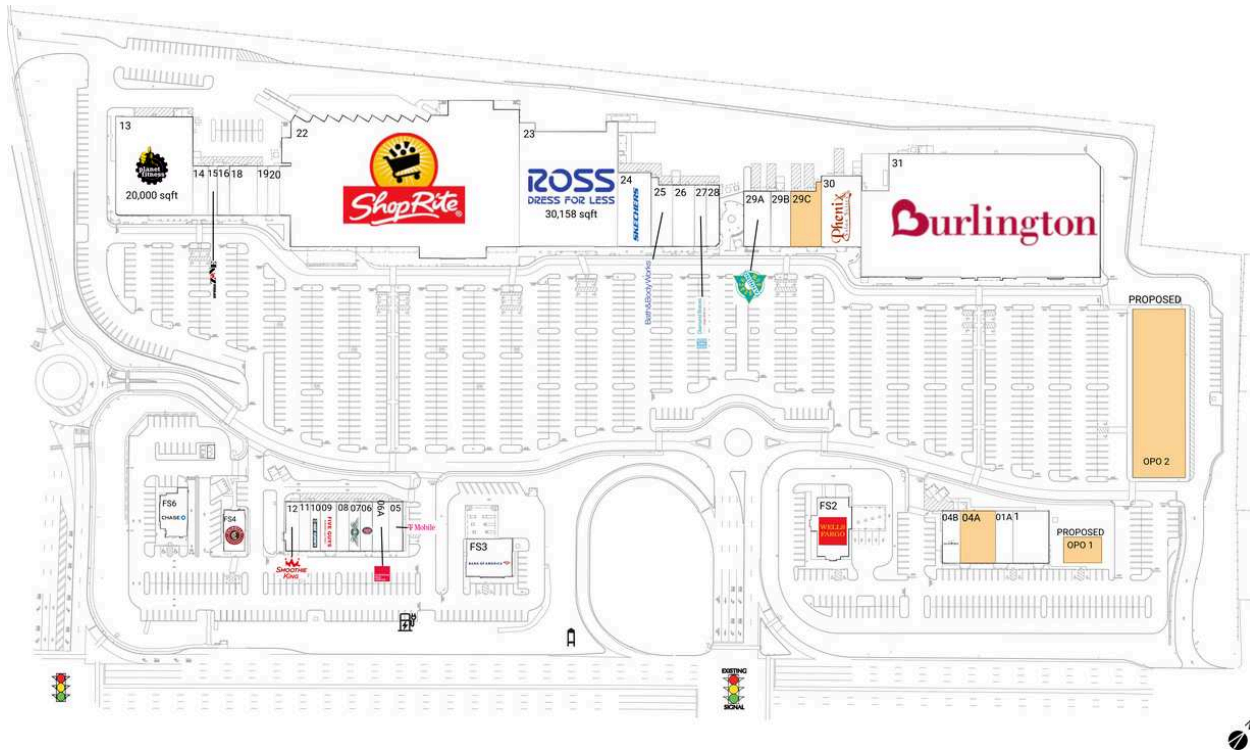 13
planet
fitness
20,000 sqft
14
15
16
18
19
20
22
ShopRite
23
ROSS
DRESS FOR LESS
30,158 sqft
24
SKECHERS
25
26
27
28
29A
29B
29C
30
Phenix
31
Burlington
Bath&BodyWorks
PROPOSED
OPO 2
FS6
CHASE
FS4
12
11
10
09
08
07
06
06A
05
FIVE GUYS
T Mobile
SMOOTHIE
KING
FS3
BANK OF AMERICA
FS2
WELLS
FARGO
04B
04A
01A
1
PROPOSED
OPO 1
EXISTING
SIGNAL